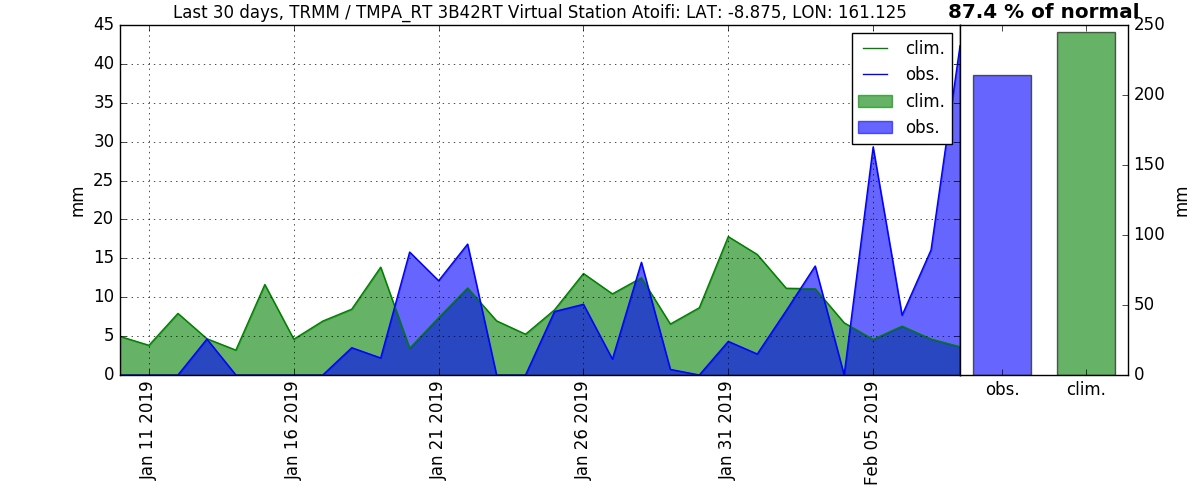 Last 30 days, TRMM / TMPA_RT 3B42RT Virtual Station Atoifi: LAT: -8.875, LON: 161.125
87.4 % of normal
45
40
35
30
25
20
15
10
5
0
mm
clim.
obs.
clim.
obs.
Jan 11 2019
Jan 16 2019
Jan 21 2019
Jan 26 2019
Jan 31 2019
Feb 05 2019
250
200
150
100
50
0
mm
obs.
clim.